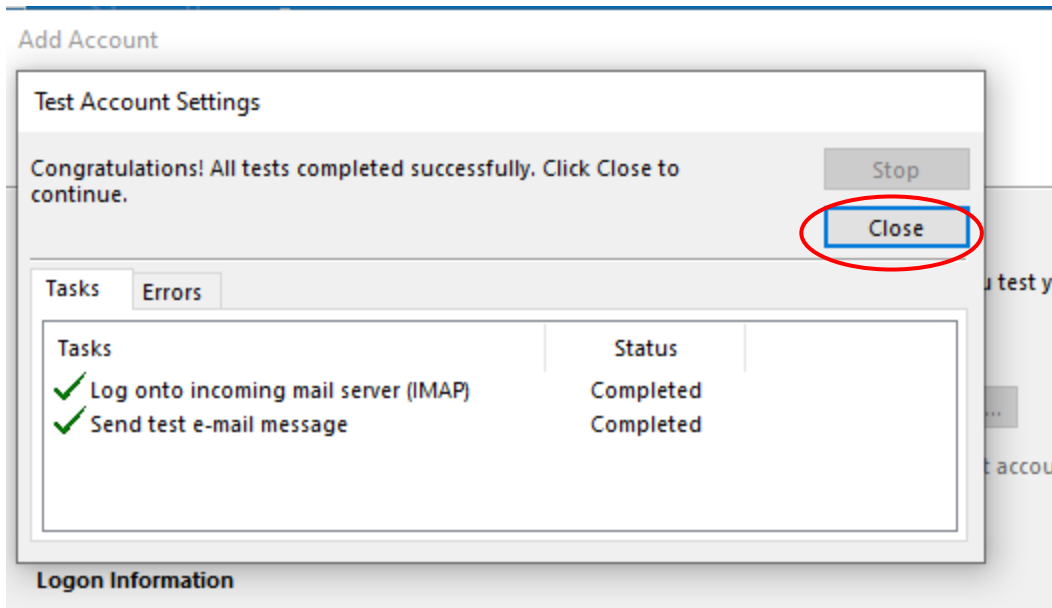 Add Account
Test Account Settings
Congratulations! All tests completed successfully. Click Close to
continue.
Stop
Close
Tasks
Errors
test y
Tasks
Status
Log onto incoming mail server (IMAP)
Completed
Send test e-mail message
Completed
...
t accou
Logon Information